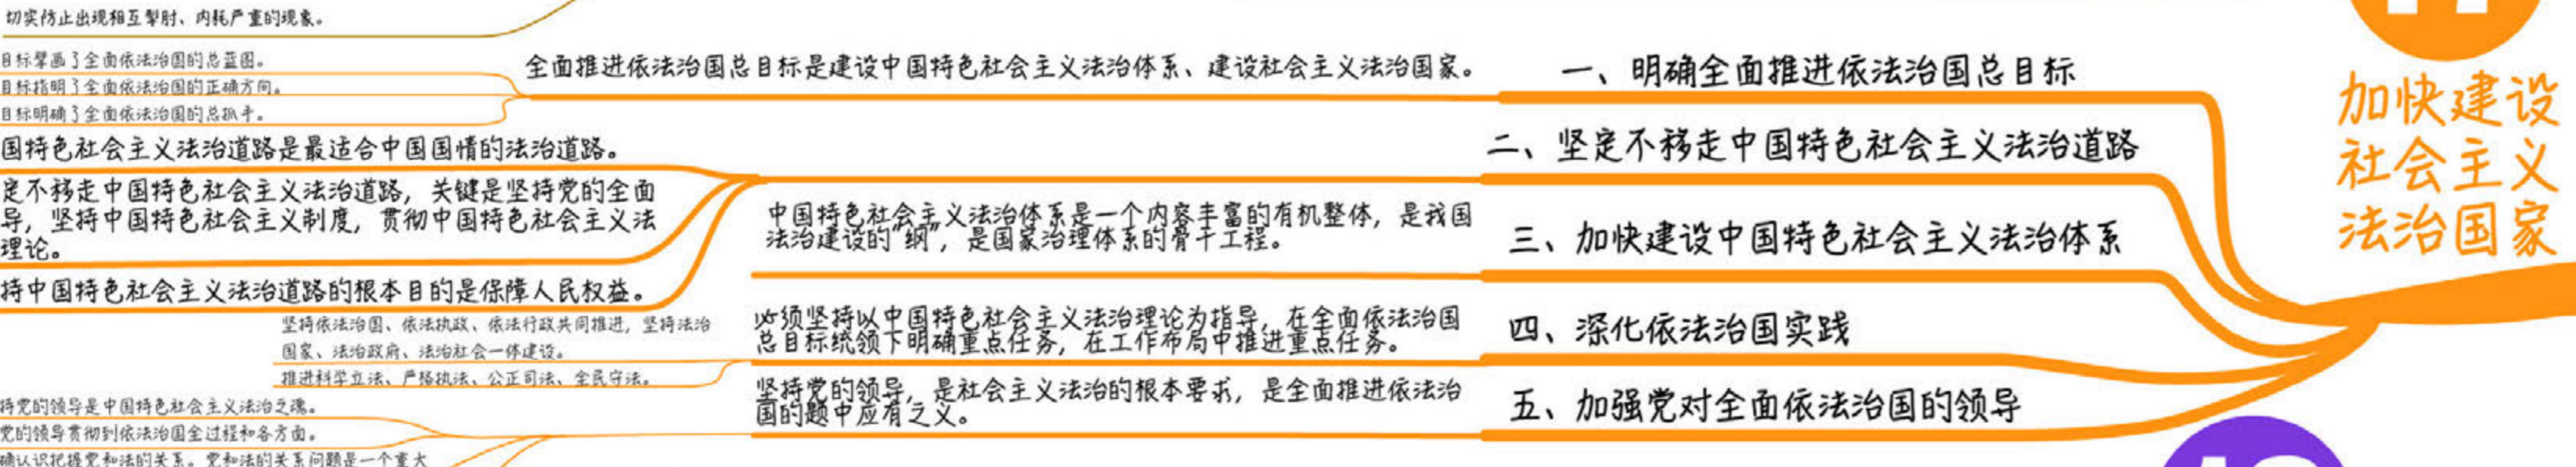 切实防止出现相互掣肘、内耗严重的现象。
加快建设
社会主义
法治国家
一、明确全面推进依法治国总目标
全面推进依法治国总目标是建设中国特色社会主义法治体系、建设社会主义法治国家。
目标擘画了全面依法治国的总蓝图。
目标指明了全面依法治国的正确方向。
目标明确了全面依法治国的总抓手。
二、坚定不移走中国特色社会主义法治道路
国特色社会主义法治道路是最适合中国国情的法治道路。
定不移走中国特色社会主义法治道路，关键是坚持党的全面
导，坚持中国特色社会主义制度，贯彻中国特色社会主义法
理论。
持中国特色社会主义法治道路的根本目的是保障人民权益。
三、加快建设中国特色社会主义法治体系
中国特色社会主义法治体系是一个内容丰富的有机整体，是我国
法治建设的“纲”，是国家治理体系的骨干工程。
四、深化依法治国实践
必须坚持以中国特色社会主义法治理论为指导，在全面依法治国
总目标统领下明确重点任务，在工作布局中推进重点任务。
坚持依法治国、依法执政、依法行政共同推进，坚持法治
国家、法治政府、法治社会一体建设。
推进科学立法、严格执法、公正司法、全民守法。
五、加强党对全面依法治国的领导
坚持党的领导，是社会主义法治的根本要求，是全面推进依法治
国的题中应有之义。
持党的领导是中国特色社会主义法治之魂。
党的领导贯彻到依法治国全过程和各方面。
确认识把握党和法的关系。党和法的关系问题是一个重大